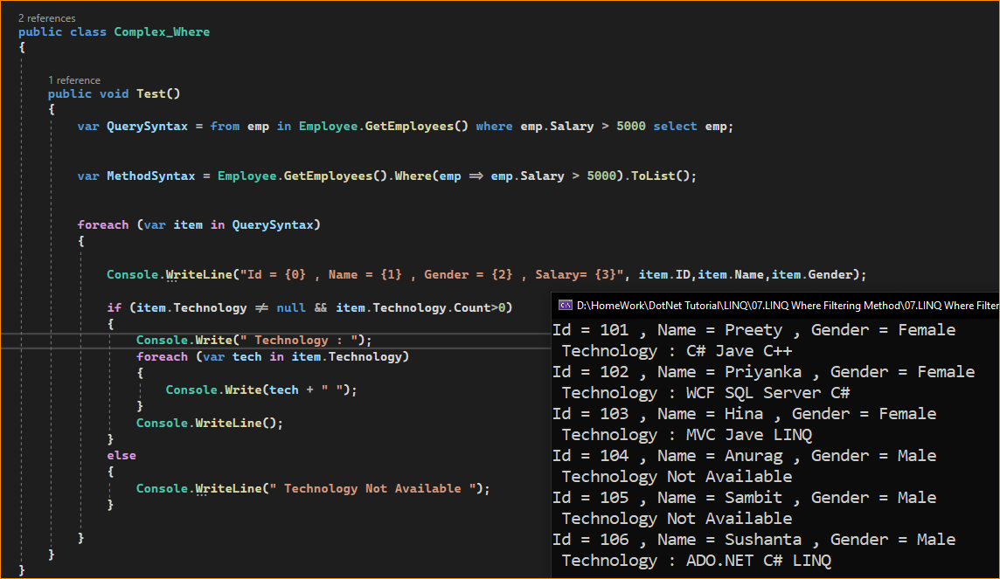 2 references
public class Complex_Where
{
1 reference
public void Test()
{
var QuerySyntax = from emp in Employee.GetEmployees() where emp.Salary > 5000 select emp;
var MethodSyntax = Employee.GetEmployees().Where(emp => emp.Salary > 5000).ToList();
foreach (var item in QuerySyntax)
{
Console.WriteLine("Id = {0} , Name = {1} , Gender = {2} , Salary= {3}", item.ID,item.Name,item.Gender);
if (item.Technology != null && item.Technology.Count>0)
{
Console.Write(" Technology : ");
foreach (var tech in item.Technology)
{
Console.Write(tech + " ");
}
Console.WriteLine();
}
else
{
Console.WriteLine(" Technology Not Available ");
}
}
}
}
D:\HomeWork\DotNet Tutorial\LINQ\07.LINQ Where Filtering Method\07.LINQ Where Filter
Id = 101 , Name = Preety , Gender = Female
Technology : C# Jave C++
Id = 102 , Name = Priyanka , Gender = Female
Technology : WCF SQL Server C#
Id = 103 , Name = Hina , Gender = Female
Technology : MVC Jave LINQ
Id = 104 , Name = Anurag , Gender = Male
Technology Not Available
Id = 105 , Name = Sambit , Gender = Male
Technology Not Available
Id = 106 , Name = Sushanta , Gender = Male
Technology : ADO.NET C# LINQ